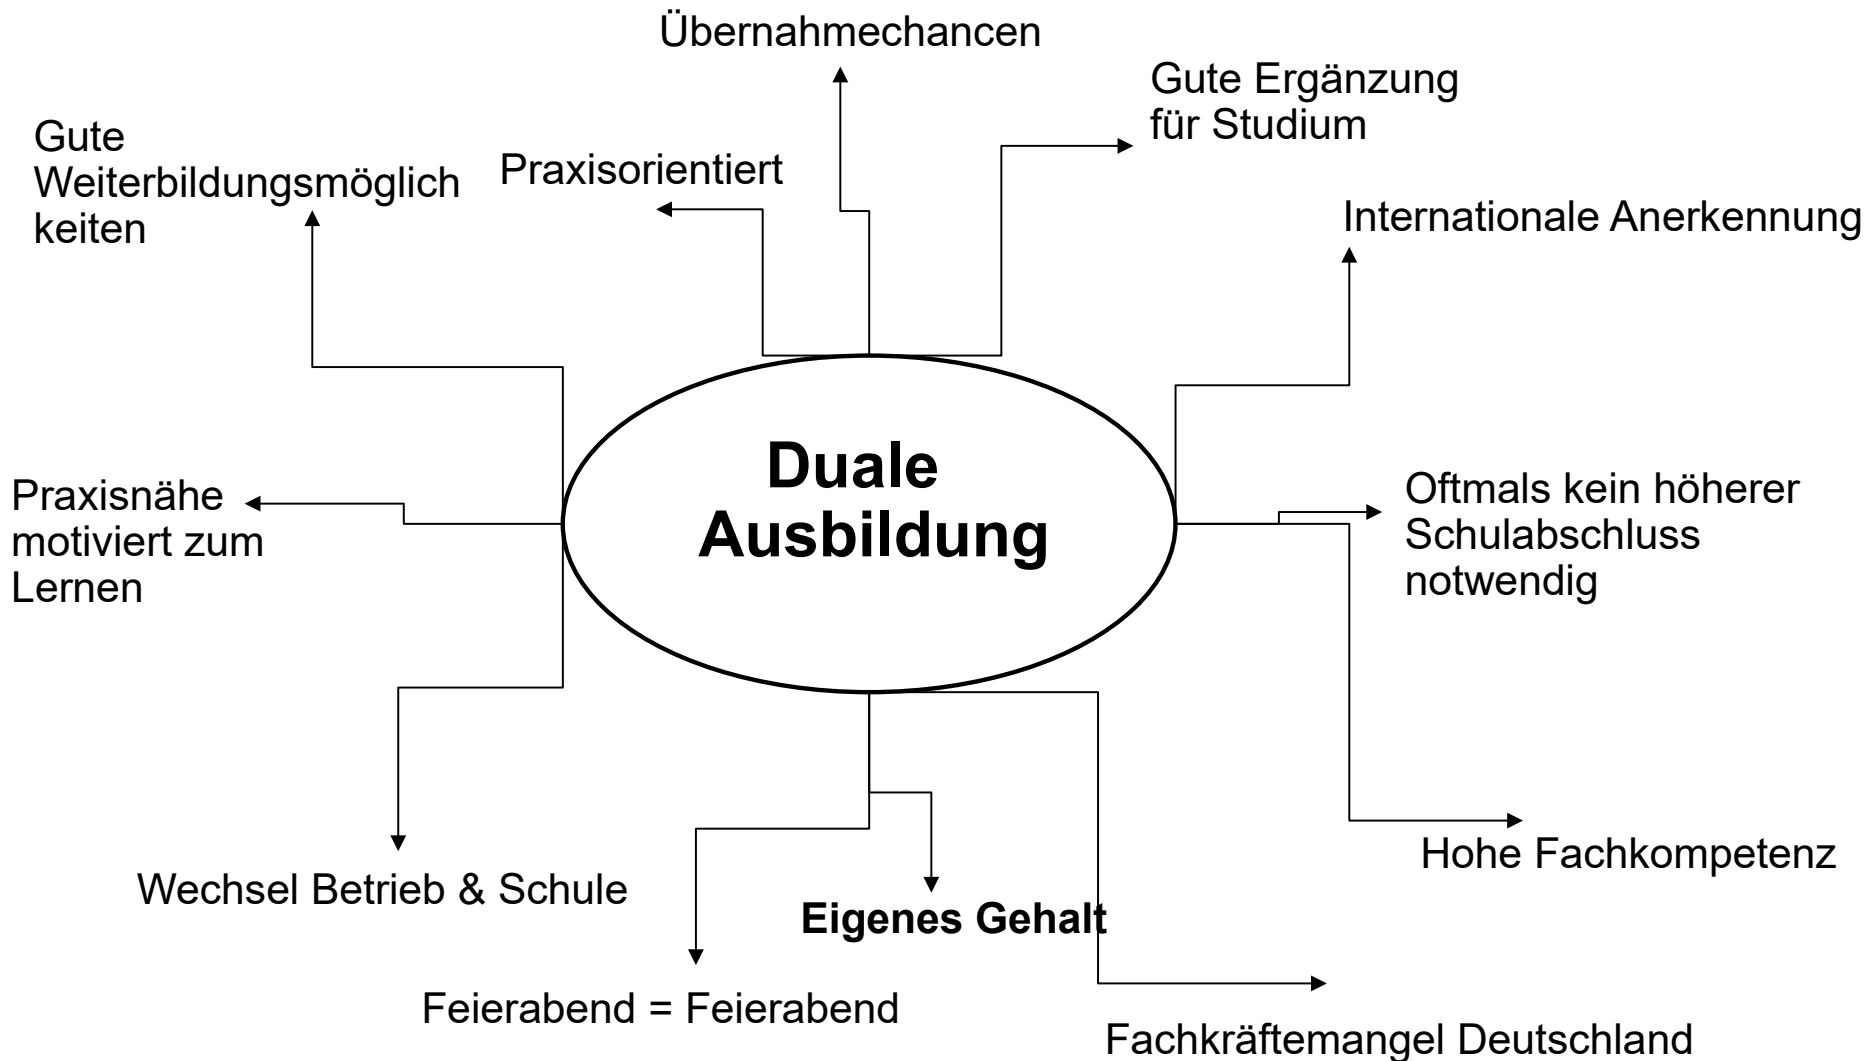 Übernahmechancen
Gute Ergänzung
für Studium
Gute
Weiterbildungsmöglich
keiten
Praxisorientiert
Internationale Anerkennung
Duale
Ausbildung
Praxisnähe
motiviert zum
Lernen
Oftmals kein höherer
Schulabschluss
notwendig
Hohe Fachkompetenz
Wechsel Betrieb & Schule
Eigenes Gehalt
Feierabend = Feierabend
Fachkräftemangel Deutschland